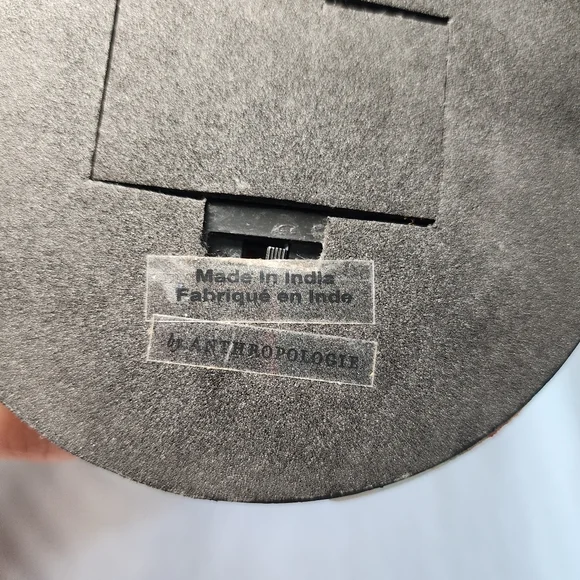 Made in India
Fabriqué en Inde
by ANTHROPOLOGIE